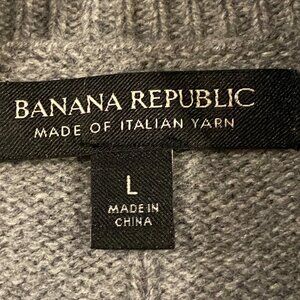 BANANA REPUBLIC
MADE OF ITALIAN YARN
L
MADE IN
CHINA